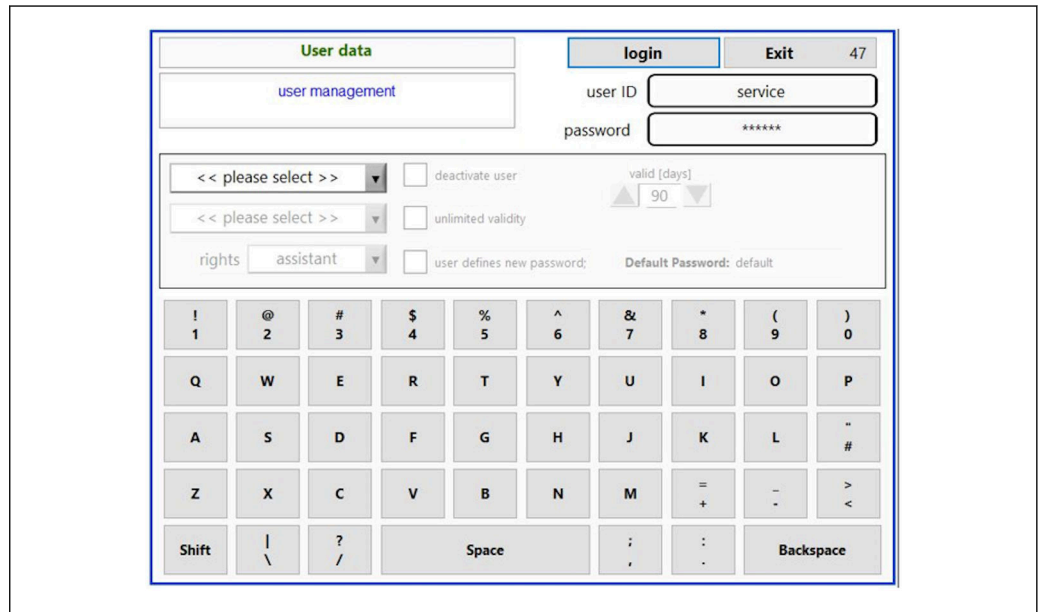 User data
login
Exit 47
user management
user ID service
password ******
<< please select >> deactivate user valid [days]
90
<< please select >> unlimited validity
rights assistant user defines new password; Default Password: default
! @ # $ % ^ & * ( )
1 2 3 4 5 6 7 8 9 0
Q W E R T Y U I O P
A S D F G H J K L " #
Z X C V B N M = + _ - > <
Shift | \ ? / Space ; , : . Backspace